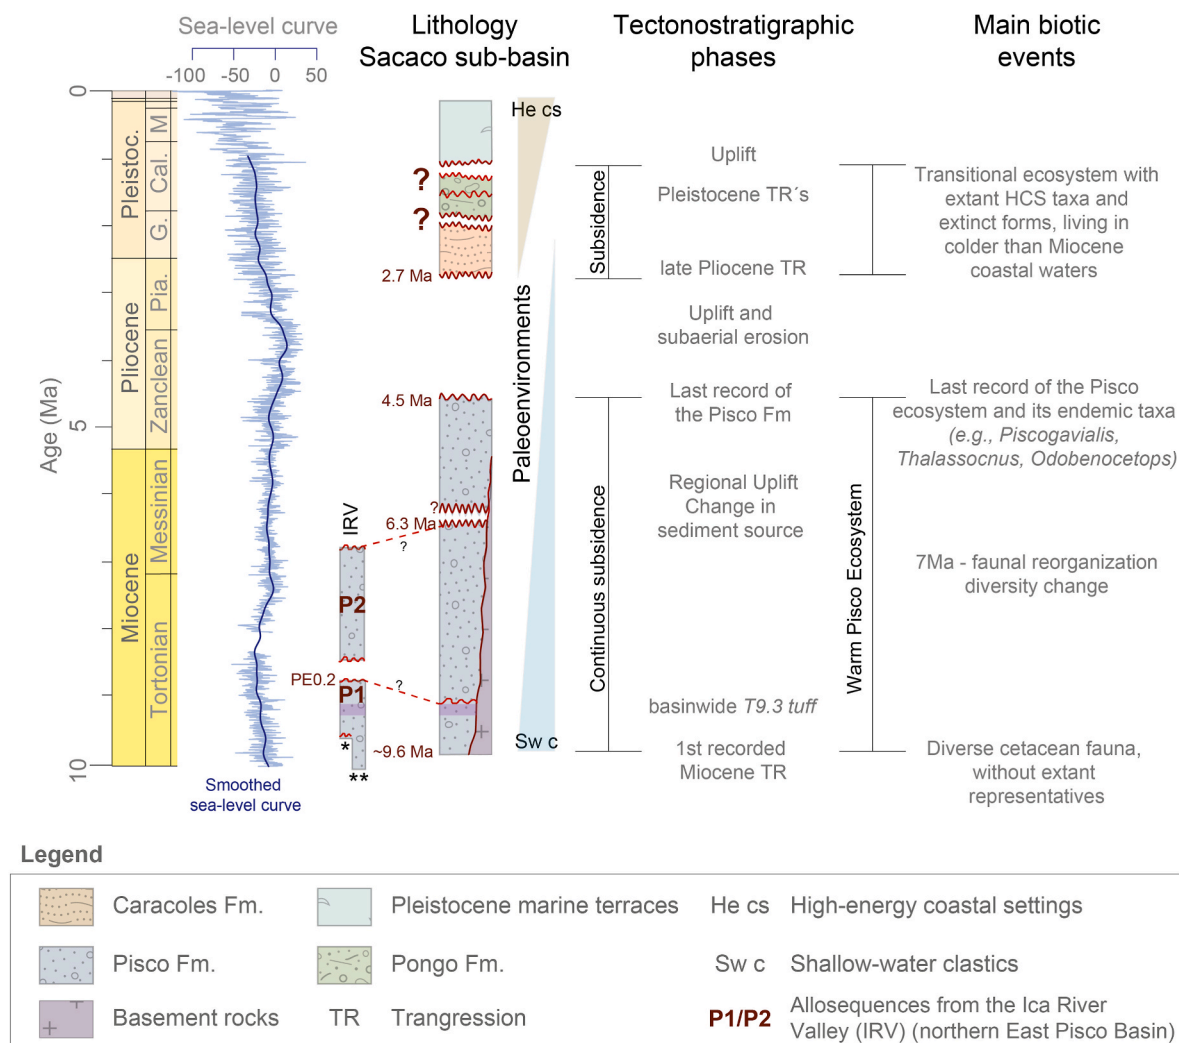 Sea-level curve
-100 -50 0 50
Lithology
Sacaco sub-basin
Tectonostratigraphic
phases
Main biotic
events
Age (Ma)
0
5
10
Pleistoc.
Pliocene
Miocene
M
Cal.
G.
Pia.
Zanclean
Messinian
Tortonian
Smoothed
sea-level curve
IRV
P2
PE0.2
P1
*
**
?
?
?
?
?
2.7 Ma
4.5 Ma
6.3 Ma
~9.6 Ma
He cs
Paleoenvironments
Sw c
Subsidence
Continuous subsidence
Uplift
Pleistocene TR´s
late Pliocene TR
Uplift and
subaerial erosion
Last record of
the Pisco Fm
Regional Uplift
Change in
sediment source
basinwide T9.3 tuff
1st recorded
Miocene TR
Warm Pisco Ecosystem
Transitional ecosystem with
extant HCS taxa and
extinct forms, living in
colder than Miocene
coastal waters
Last record of the Pisco
ecosystem and its endemic taxa
(e.g., Piscogavialis,
Thalassocnus, Odobenocetops)
7Ma - faunal reorganization
diversity change
Diverse cetacean fauna,
without extant
representatives
Legend
Caracoles Fm.
Pleistocene marine terraces
He cs High-energy coastal settings
Pisco Fm.
Pongo Fm.
Sw c Shallow-water clastics
Basement rocks
TR Trangression
P1/P2 Allosequences from the Ica River
Valley (IRV) (northern East Pisco Basin)